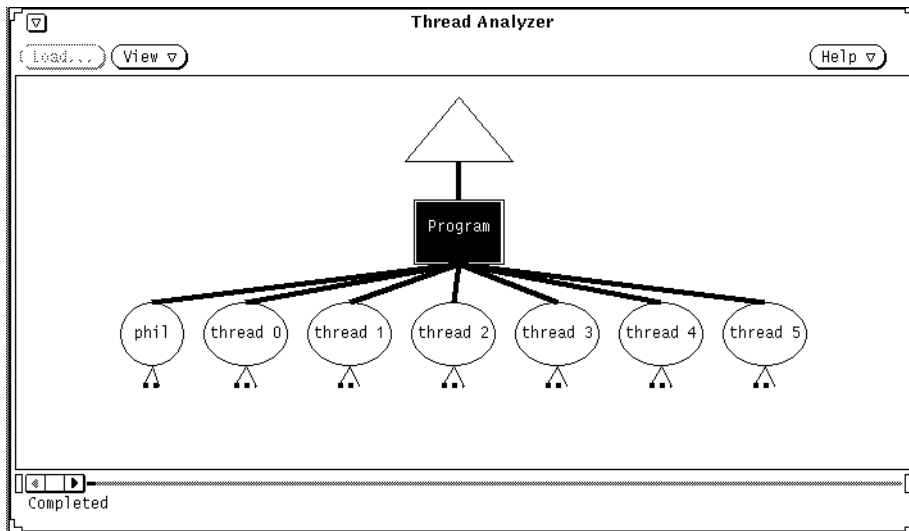 Thread Analyzer
Load... View Help
Program
phil thread 0 thread 1 thread 2 thread 3 thread 4 thread 5
Completed